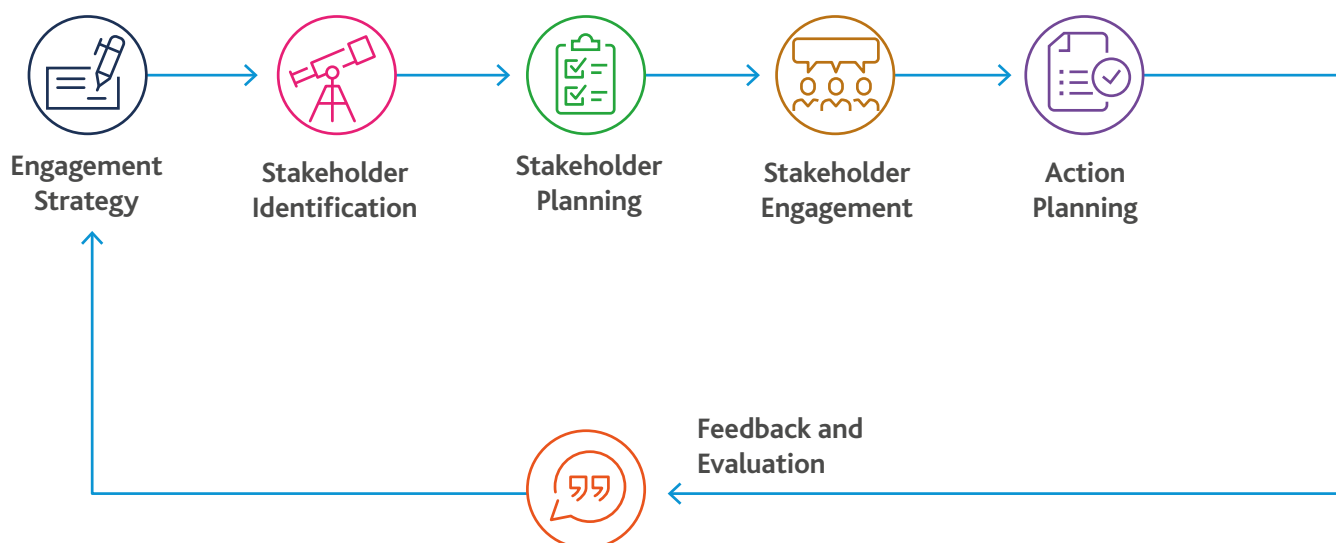 Engagement
Strategy
Stakeholder
Identification
Stakeholder
Planning
Stakeholder
Engagement
Action
Planning
Feedback and
Evaluation